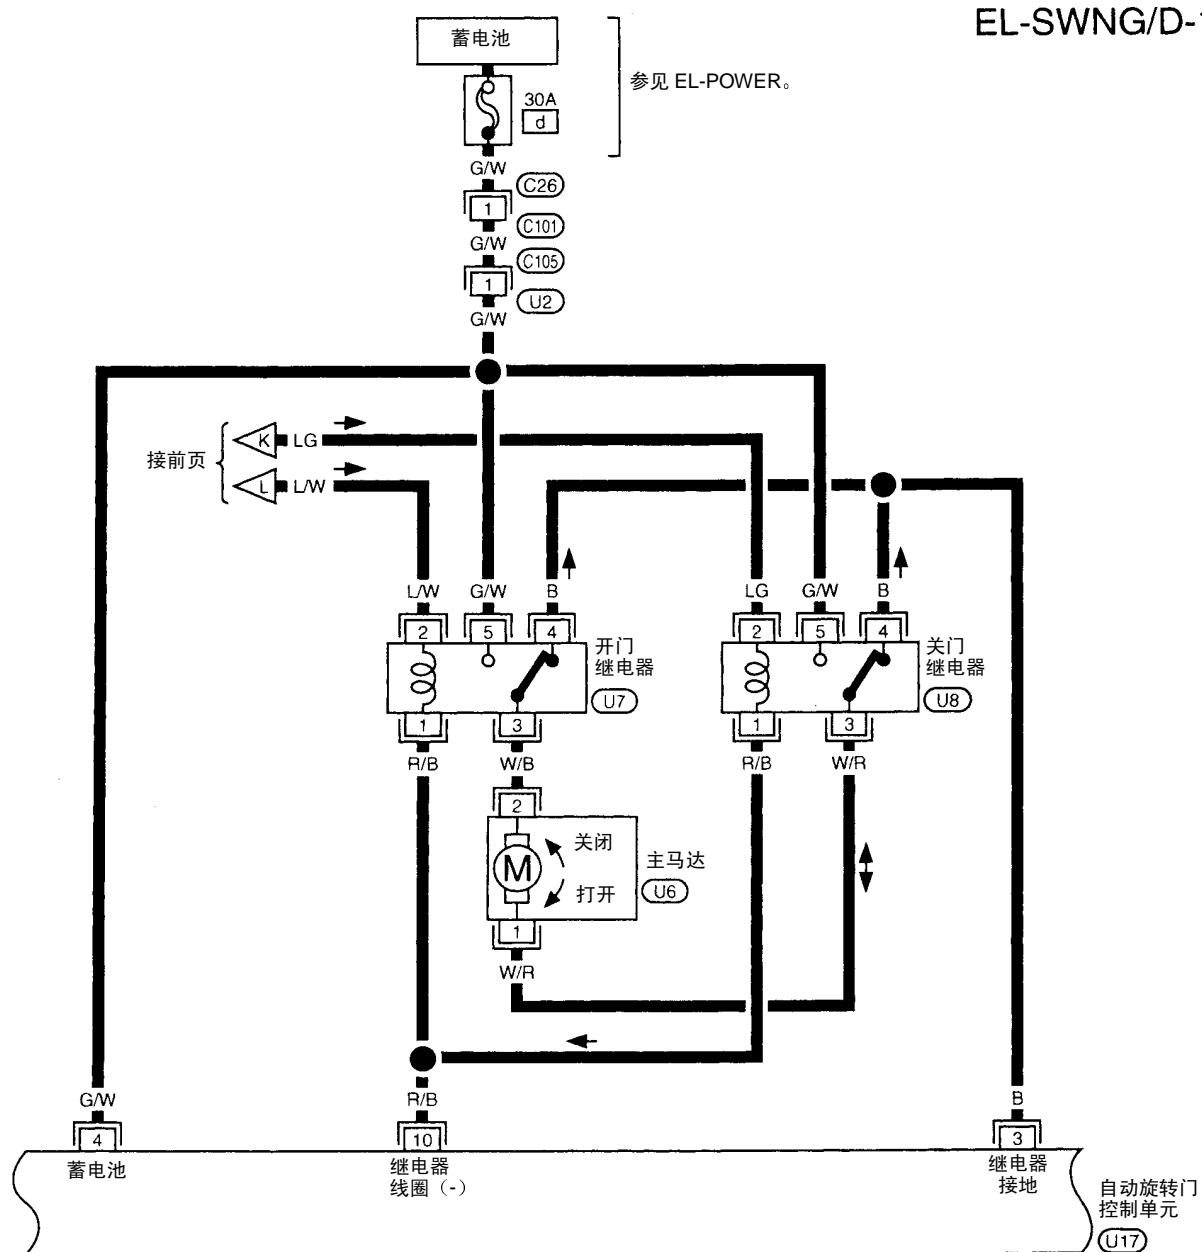 EL-SWNG/D-
蓄电池
参见 EL-POWER。
30A
d
G/W
C26
1
C101
G/W
C105
1
U2
G/W
接前页
K LG
L L/W
L/W G/W B LG G/W B
2 5 4 2 5 4
开门
继电器
U7
关门
继电器
U8
1 3 1 3
R/B W/B R/B W/R
2
关闭
M
打开
主马达
U6
1
W/R
G/W R/B B
4 10 3
蓄电池
继电器
线圈（-）
继电器
接地
自动旋转门
控制单元
U17